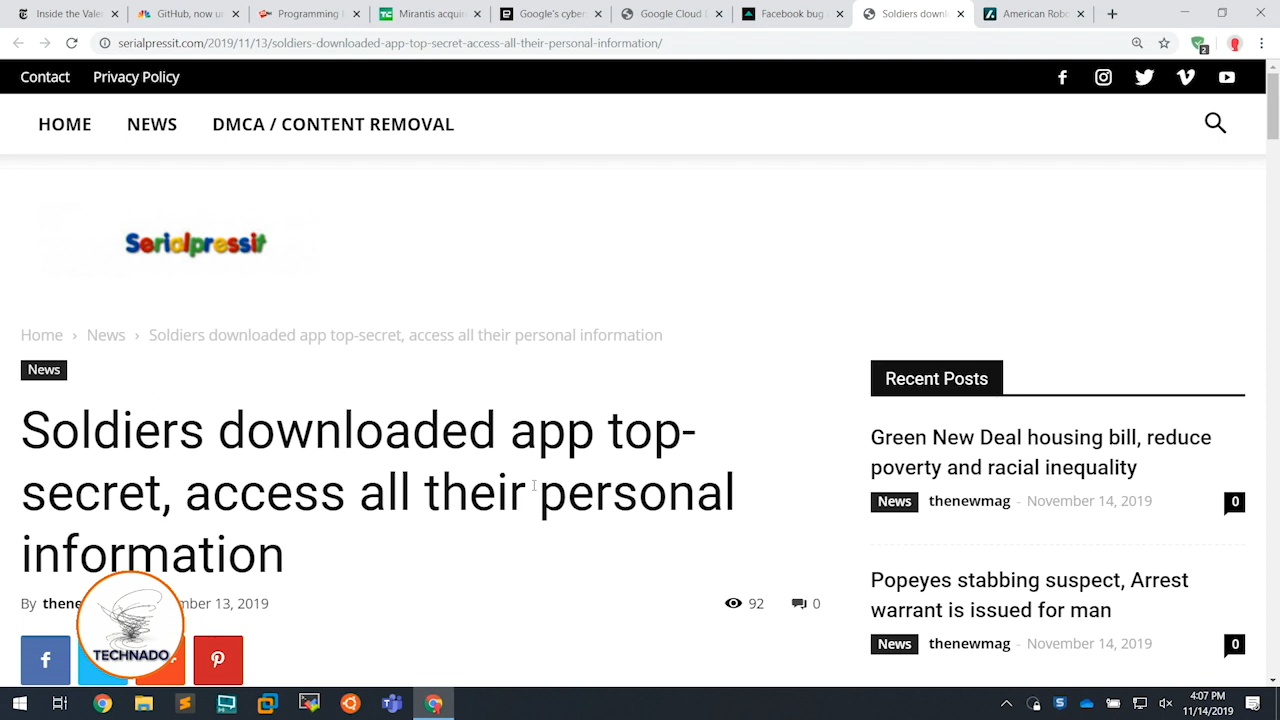 Inside the Vale
GitHub, now u
Programming
Mirantis acqui
Google's cyber
Google Cloud
Facebook b
Soldiers down
American Robo
serialpressit.com/2019/11/13/soldiers-downloaded-app-top-secret-access-all-their-personal-information/
2
Contact
Privacy Policy
HOME
NEWS
DMCA / CONTENT REMOVAL
Serialpressit
Home › News › Soldiers downloaded app top-secret, access all their personal information
News
Soldiers downloaded app top-
secret, access all their personal
information
By thene
mber 13, 2019
92
0
TECHNADO
Recent Posts
Green New Deal housing bill, reduce
poverty and racial inequality
News thenewmag - November 14, 2019 0
Popeyes stabbing suspect, Arrest
warrant is issued for man
News thenewmag - November 14, 2019 0
4:07 PM
11/14/2019